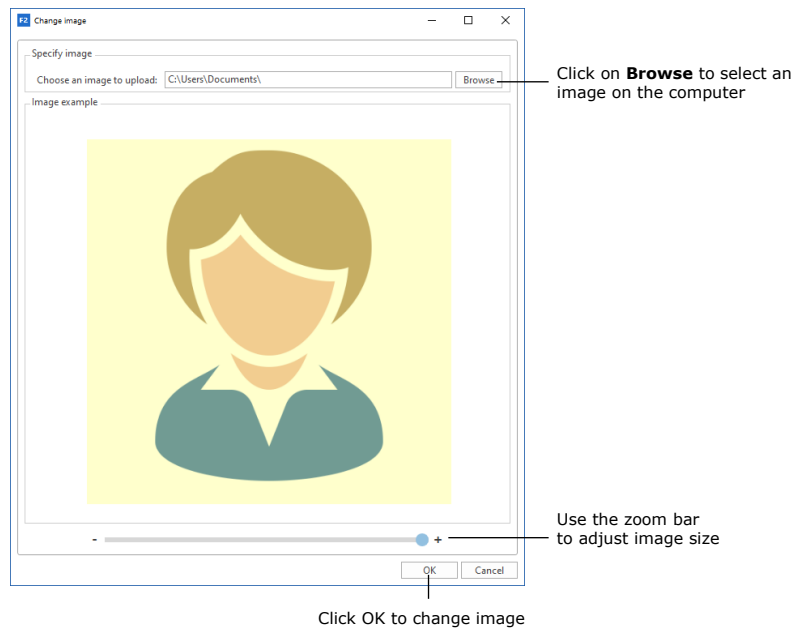 F2 Change image
Specify image
Choose an image to upload: C:\Users\Documents\ Browse
Click on Browse to select an
image on the computer
Image example
Use the zoom bar
to adjust image size
- +
OK Cancel
Click OK to change image